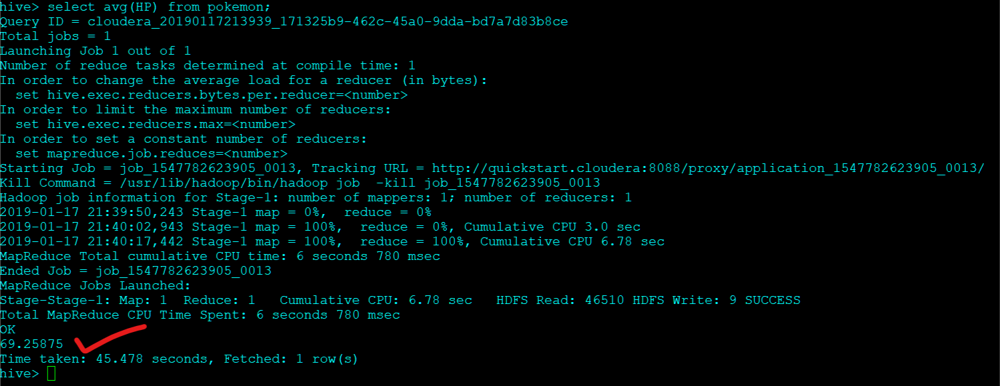 hive> select avg(HP) from pokemon;
Query ID = cloudera_20190117213939_171325b9-462c-45a0-9dda-bd7a7d83b8ce
Total jobs = 1
Launching Job 1 out of 1
Number of reduce tasks determined at compile time: 1
In order to change the average load for a reducer (in bytes):
  set hive.exec.reducers.bytes.per.reducer=<number>
In order to limit the maximum number of reducers:
  set hive.exec.reducers.max=<number>
In order to set a constant number of reducers:
  set mapreduce.job.reduces=<number>
Starting Job = job_1547782623905_0013, Tracking URL = http://quickstart.cloudera:8088/proxy/application_1547782623905_0013/
Kill Command = /usr/lib/hadoop/bin/hadoop job  -kill job_1547782623905_0013
Hadoop job information for Stage-1: number of mappers: 1; number of reducers: 1
2019-01-17 21:39:50,243 Stage-1 map = 0%,  reduce = 0%
2019-01-17 21:40:02,943 Stage-1 map = 100%,  reduce = 0%, Cumulative CPU 3.0 sec
2019-01-17 21:40:17,442 Stage-1 map = 100%,  reduce = 100%, Cumulative CPU 6.78 sec
MapReduce Total cumulative CPU time: 6 seconds 780 msec
Ended Job = job_1547782623905_0013
MapReduce Jobs Launched:
Stage-Stage-1: Map: 1  Reduce: 1   Cumulative CPU: 6.78 sec   HDFS Read: 46510 HDFS Write: 9 SUCCESS
Total MapReduce CPU Time Spent: 6 seconds 780 msec
OK
69.25875
Time taken: 45.478 seconds, Fetched: 1 row(s)
hive>